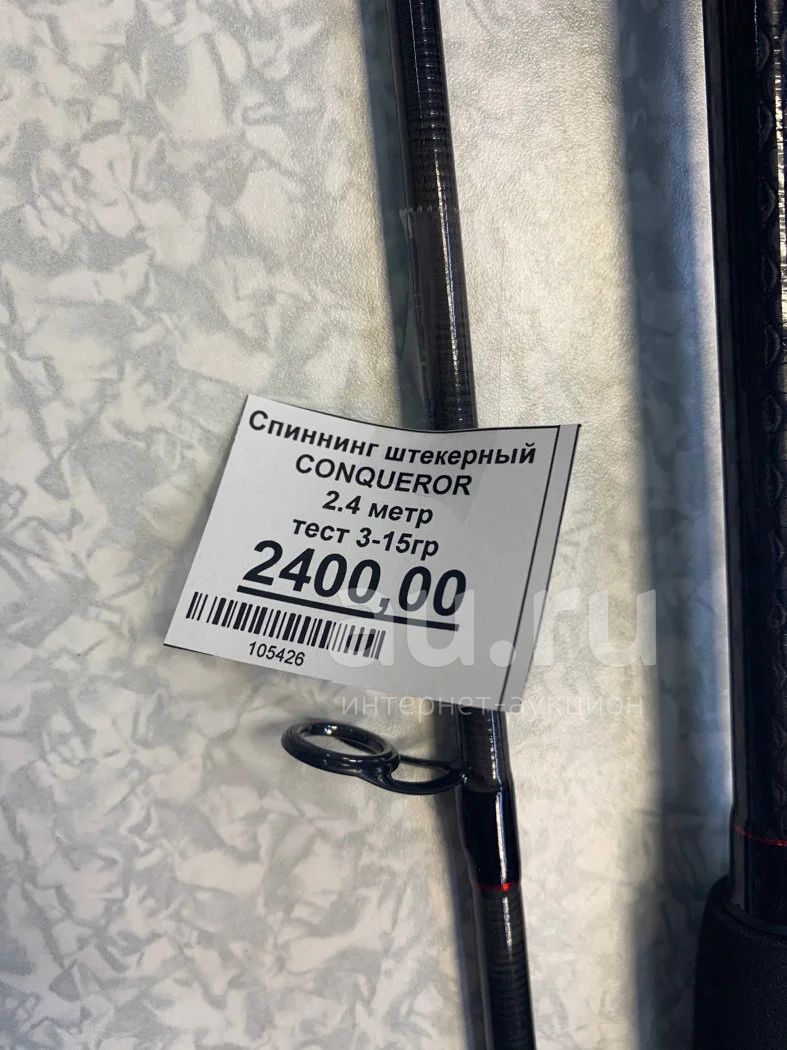 Спиннинг штекерный
CONQUEROR
2.4 метр
тест 3-15гр
2400,00
105426
au.ru
интернет-аукцион